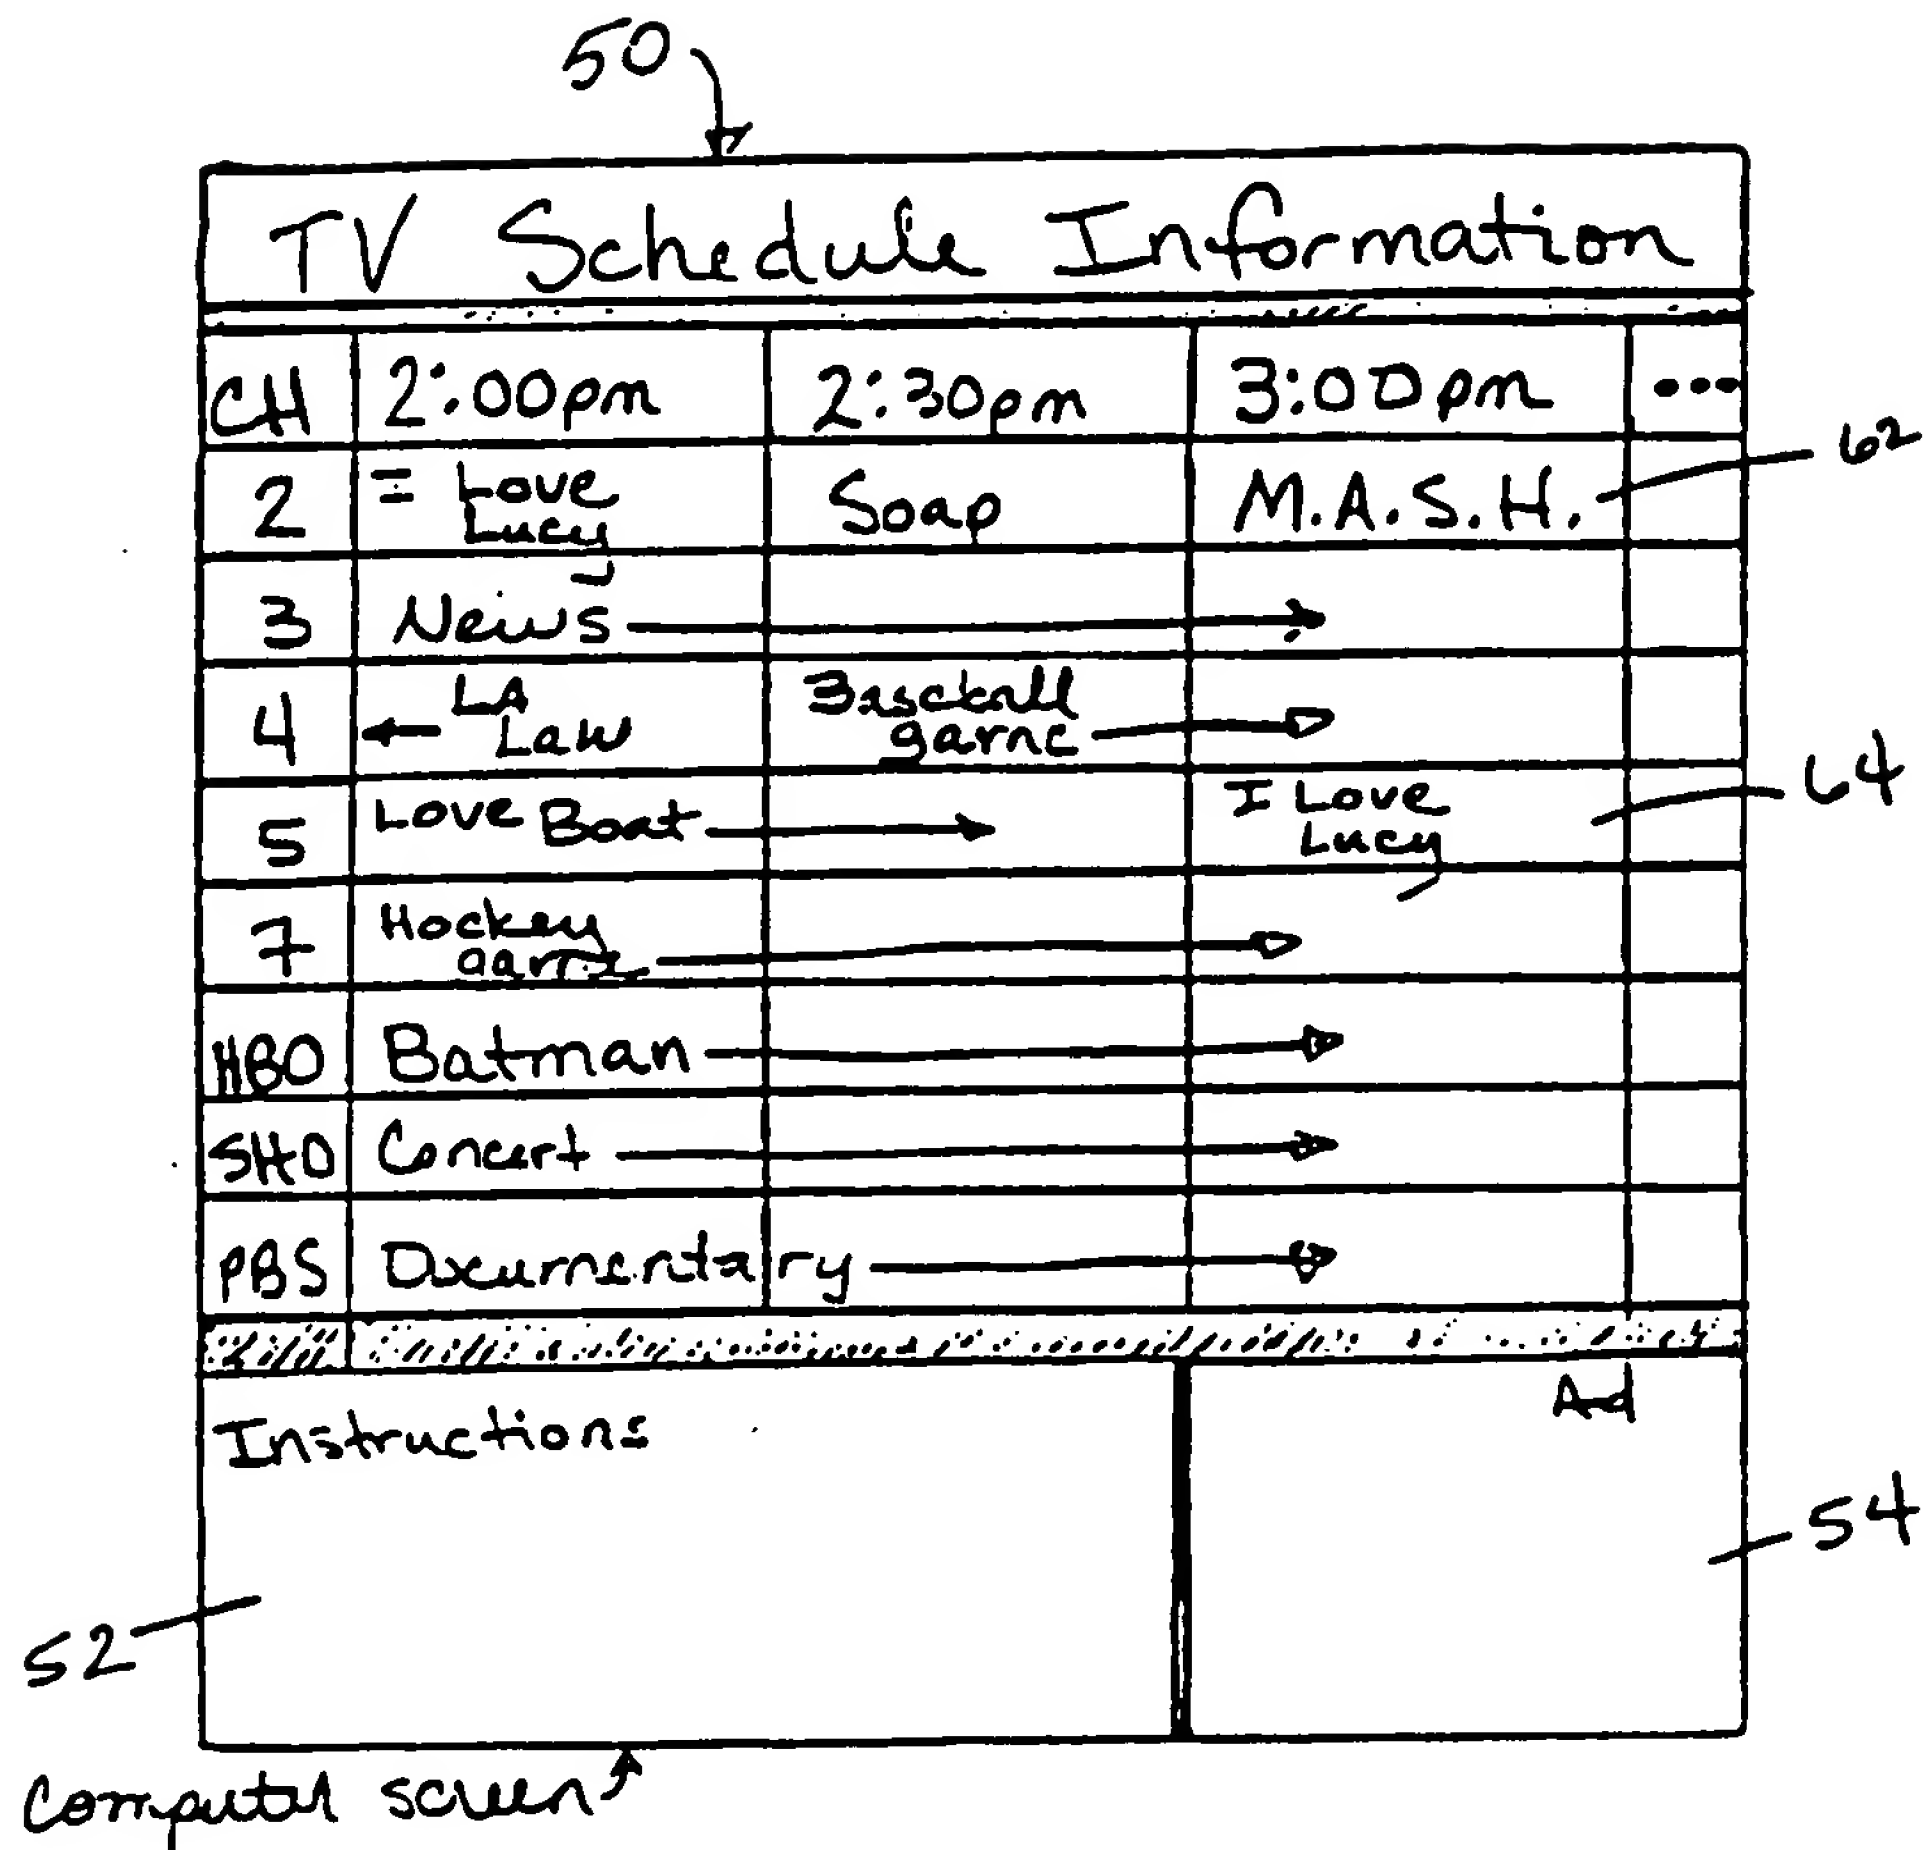 50
TV Schedule Information
CH 2:00pm 2:30pm 3:00pm ...
62
2 I Love Lucy Soap M.A.S.H.
3 News
4 LA Law Baseball game
64
5 Love Boat I Love Lucy
7 Hockey game
HBO Batman
SHO Concert
PBS Documentary
Instructions Ad
54
52
Computer screen